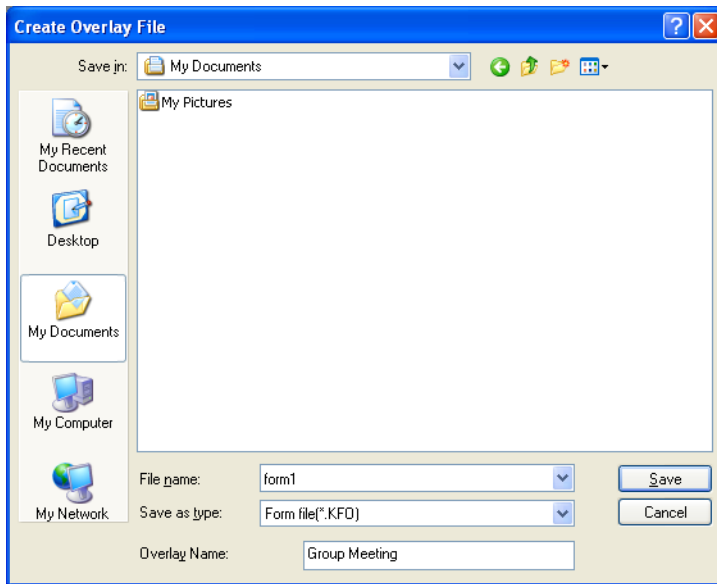 Create Overlay File
Save in: My Documents
My Pictures
My Recent
Documents
Desktop
My Documents
My Computer
My Network
File name: form1
Save as type: Form file(*.KFO)
Overlay Name: Group Meeting
Save
Cancel